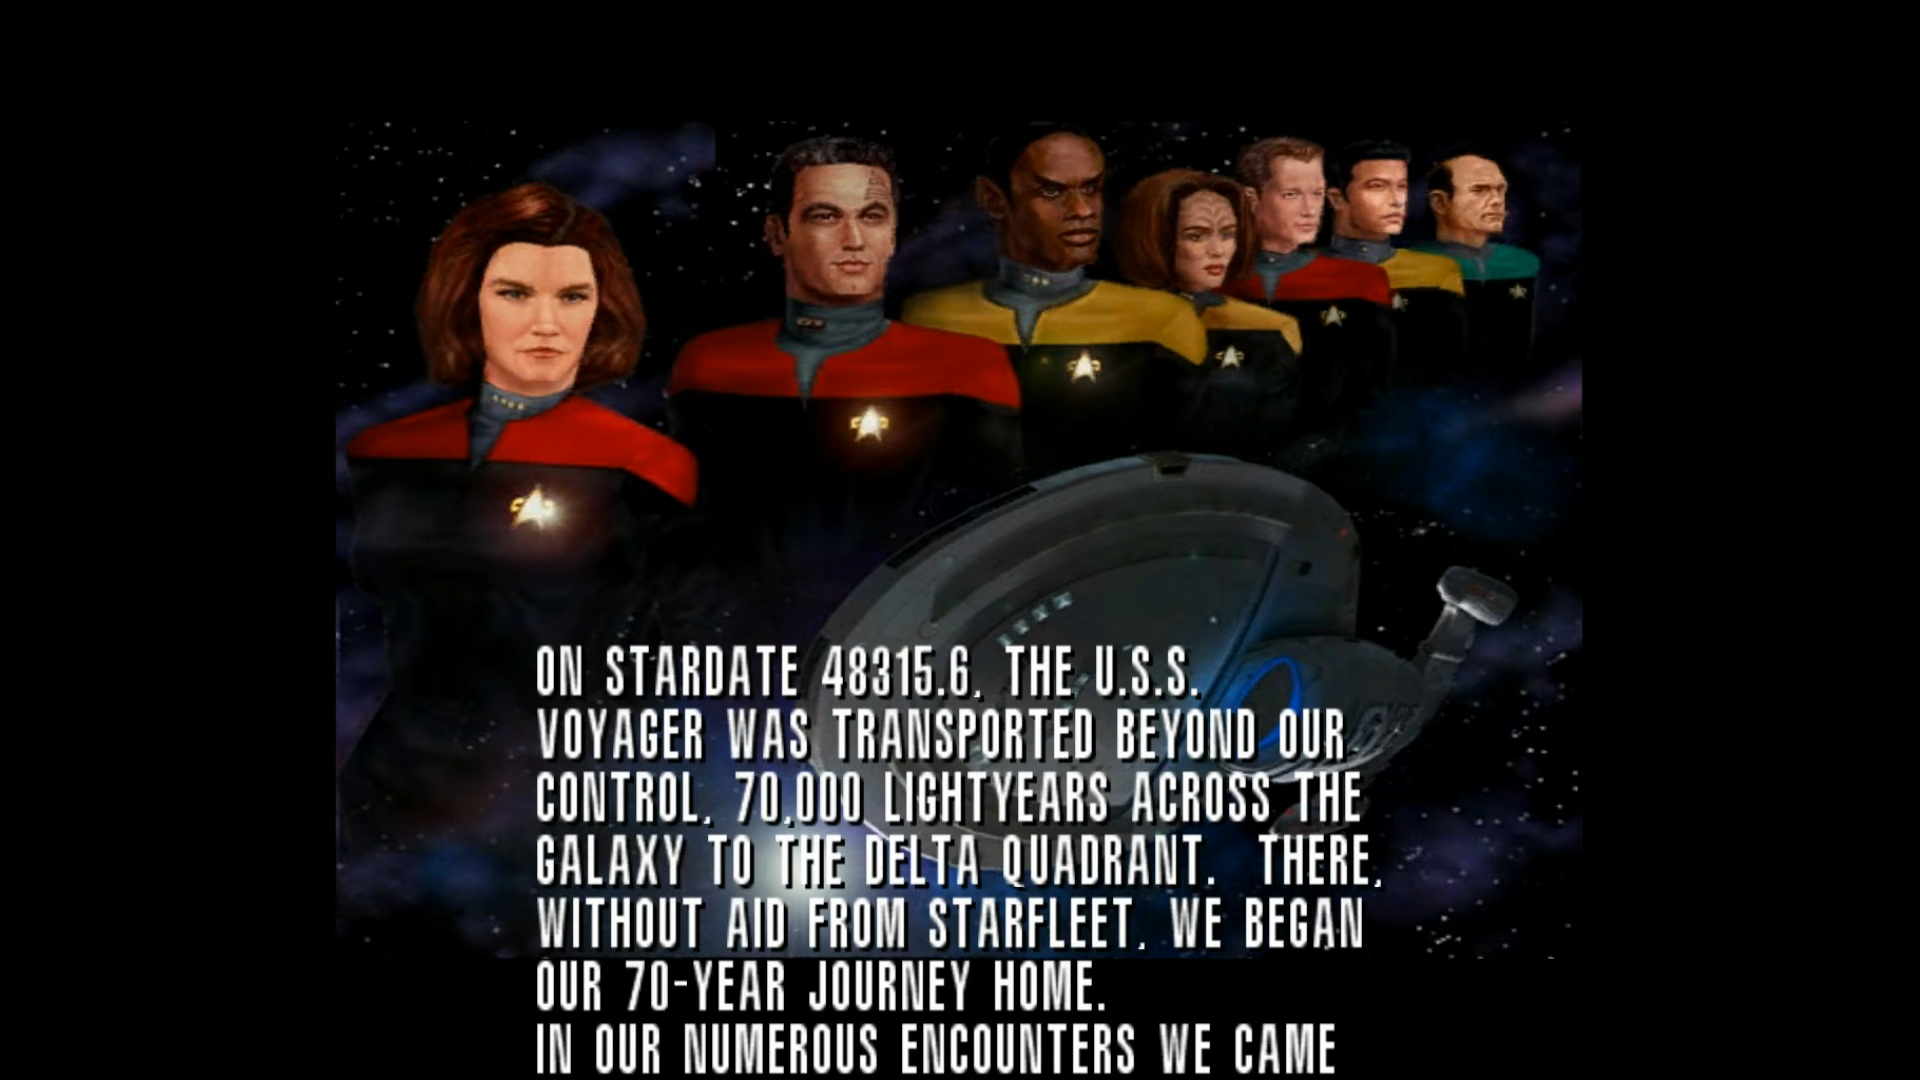 ON STARDATE 48315.6, THE U.S.S.
VOYAGER WAS TRANSPORTED BEYOND OUR
CONTROL, 70,000 LIGHTYEARS ACROSS THE
GALAXY TO THE DELTA QUADRANT.  THERE,
WITHOUT AID FROM STARFLEET, WE BEGAN
OUR 70-YEAR JOURNEY HOME.
IN OUR NUMEROUS ENCOUNTERS WE CAME